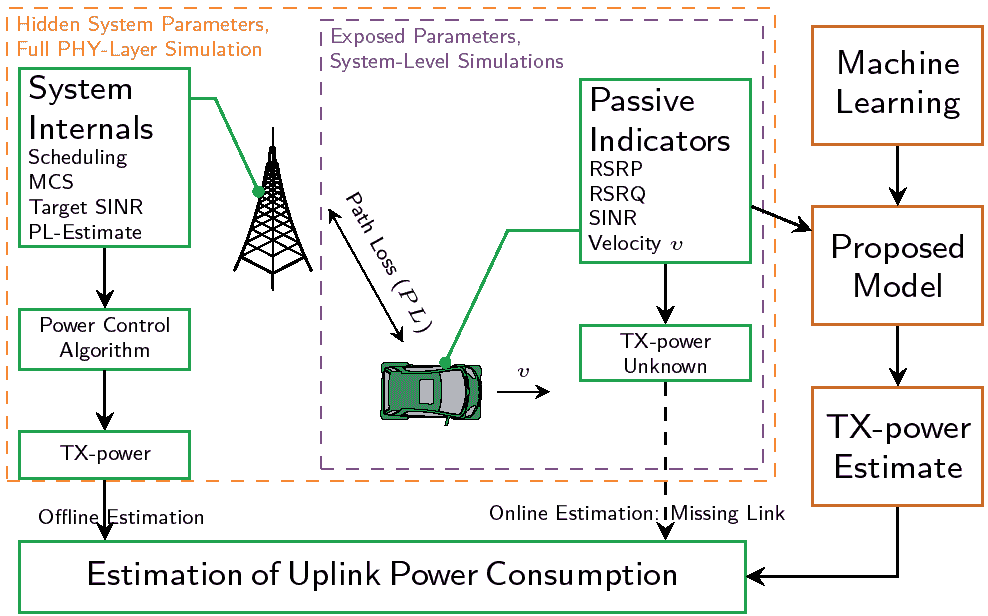 Hidden System Parameters,
Full PHY-Layer Simulation
System
Internals
Scheduling
MCS
Target SINR
PL-Estimate
Power Control
Algorithm
TX-power
Offline Estimation
Exposed Parameters,
System-Level Simulations
Path Loss (PL)
v
Passive
Indicators
RSRP
RSRQ
SINR
Velocity v
TX-power
Unknown
Online Estimation: Missing Link
Machine
Learning
Proposed
Model
TX-power
Estimate
Estimation of Uplink Power Consumption